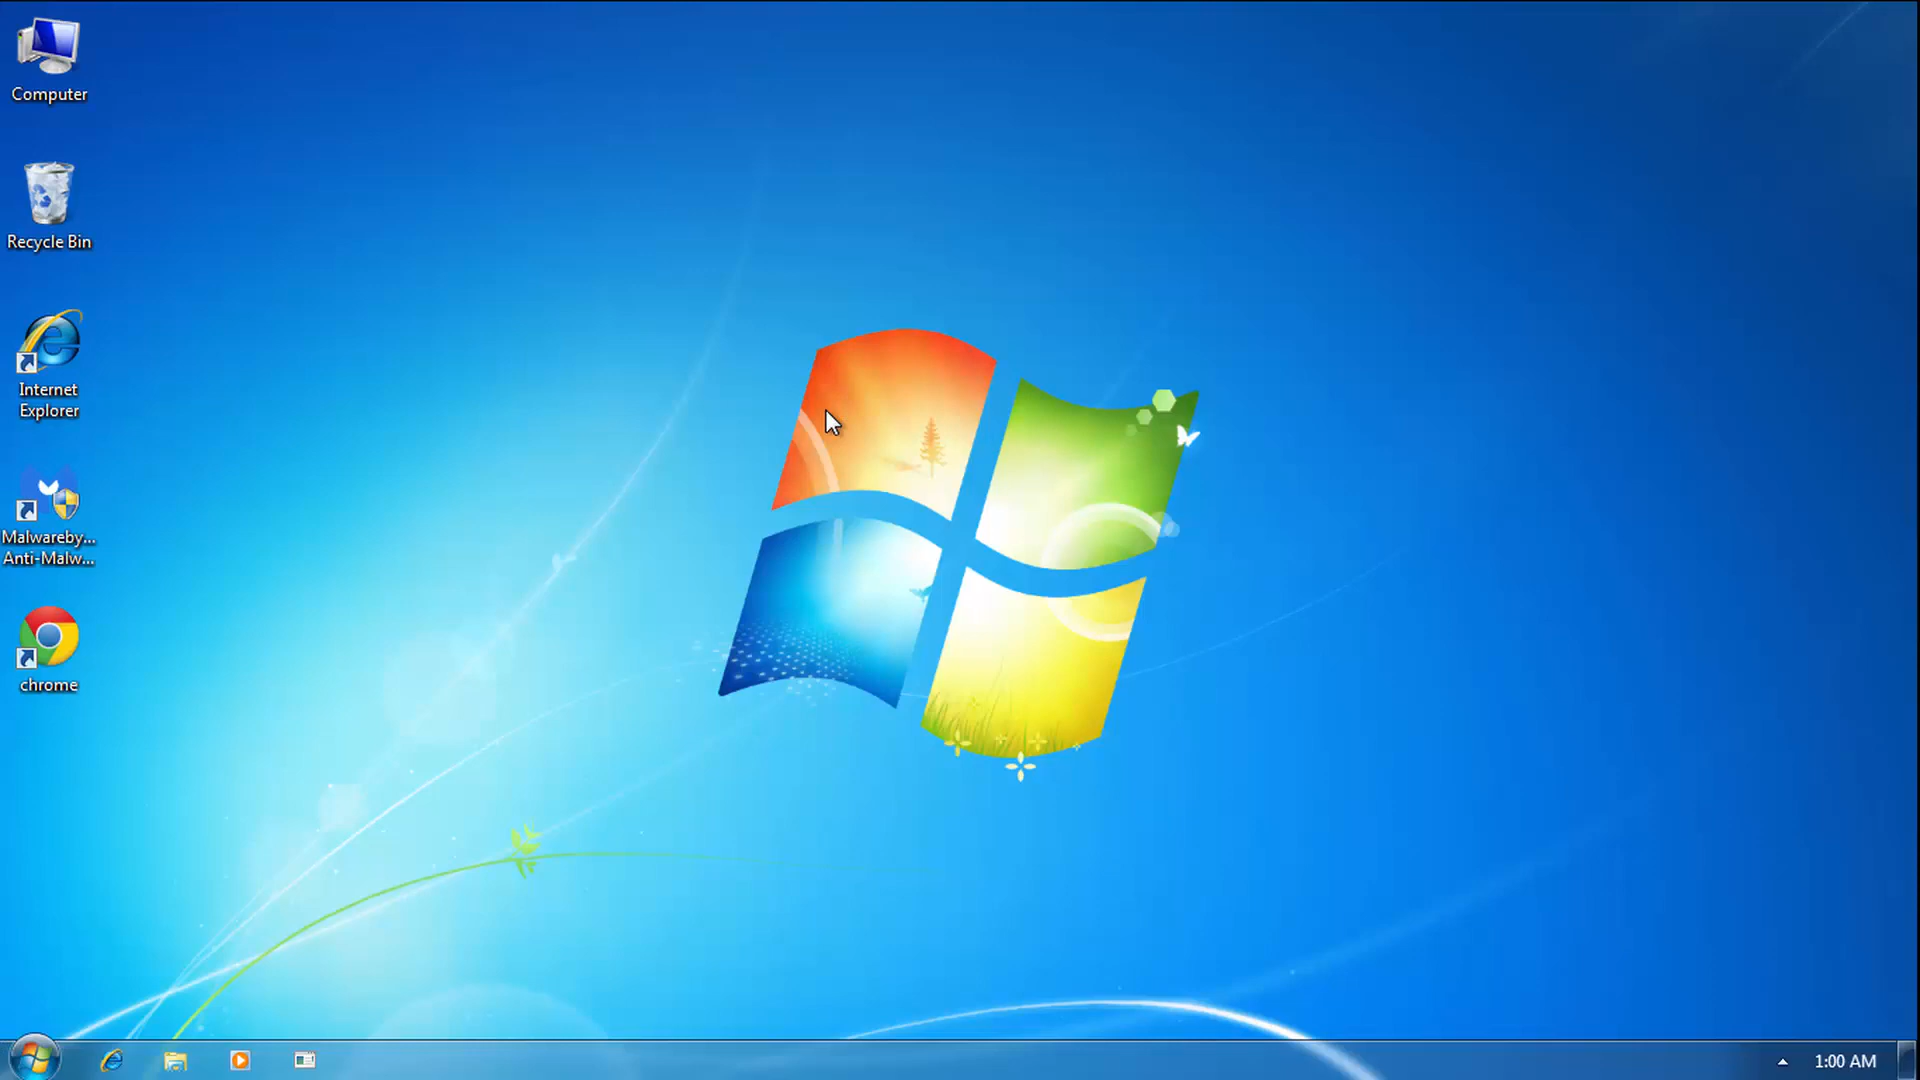 Computer
Recycle Bin
Internet
Explorer
Malwareby...
Anti-Malw...
chrome
1:00 AM